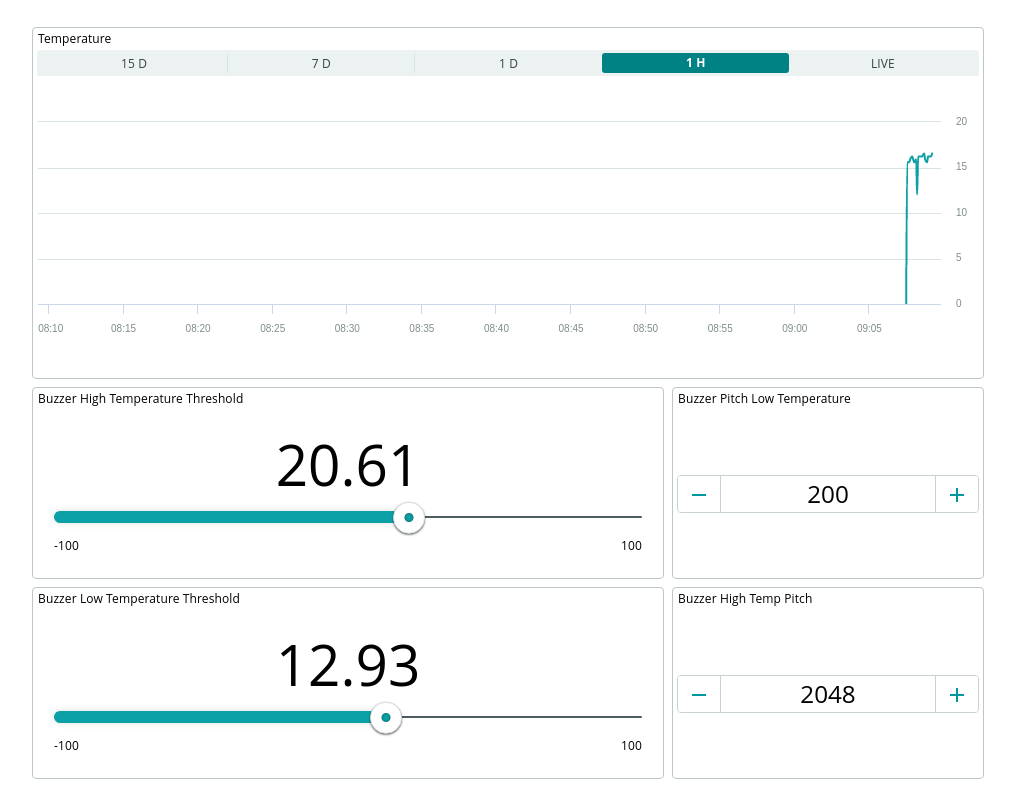 Temperature
15 D 7 D 1 D 1 H LIVE
20
15
10
5
0
08:10 08:15 08:20 08:25 08:30 08:35 08:40 08:45 08:50 08:55 09:00 09:05
Buzzer High Temperature Threshold
20.61
-100 100
Buzzer Pitch Low Temperature
− 200 +
Buzzer Low Temperature Threshold
12.93
-100 100
Buzzer High Temp Pitch
− 2048 +